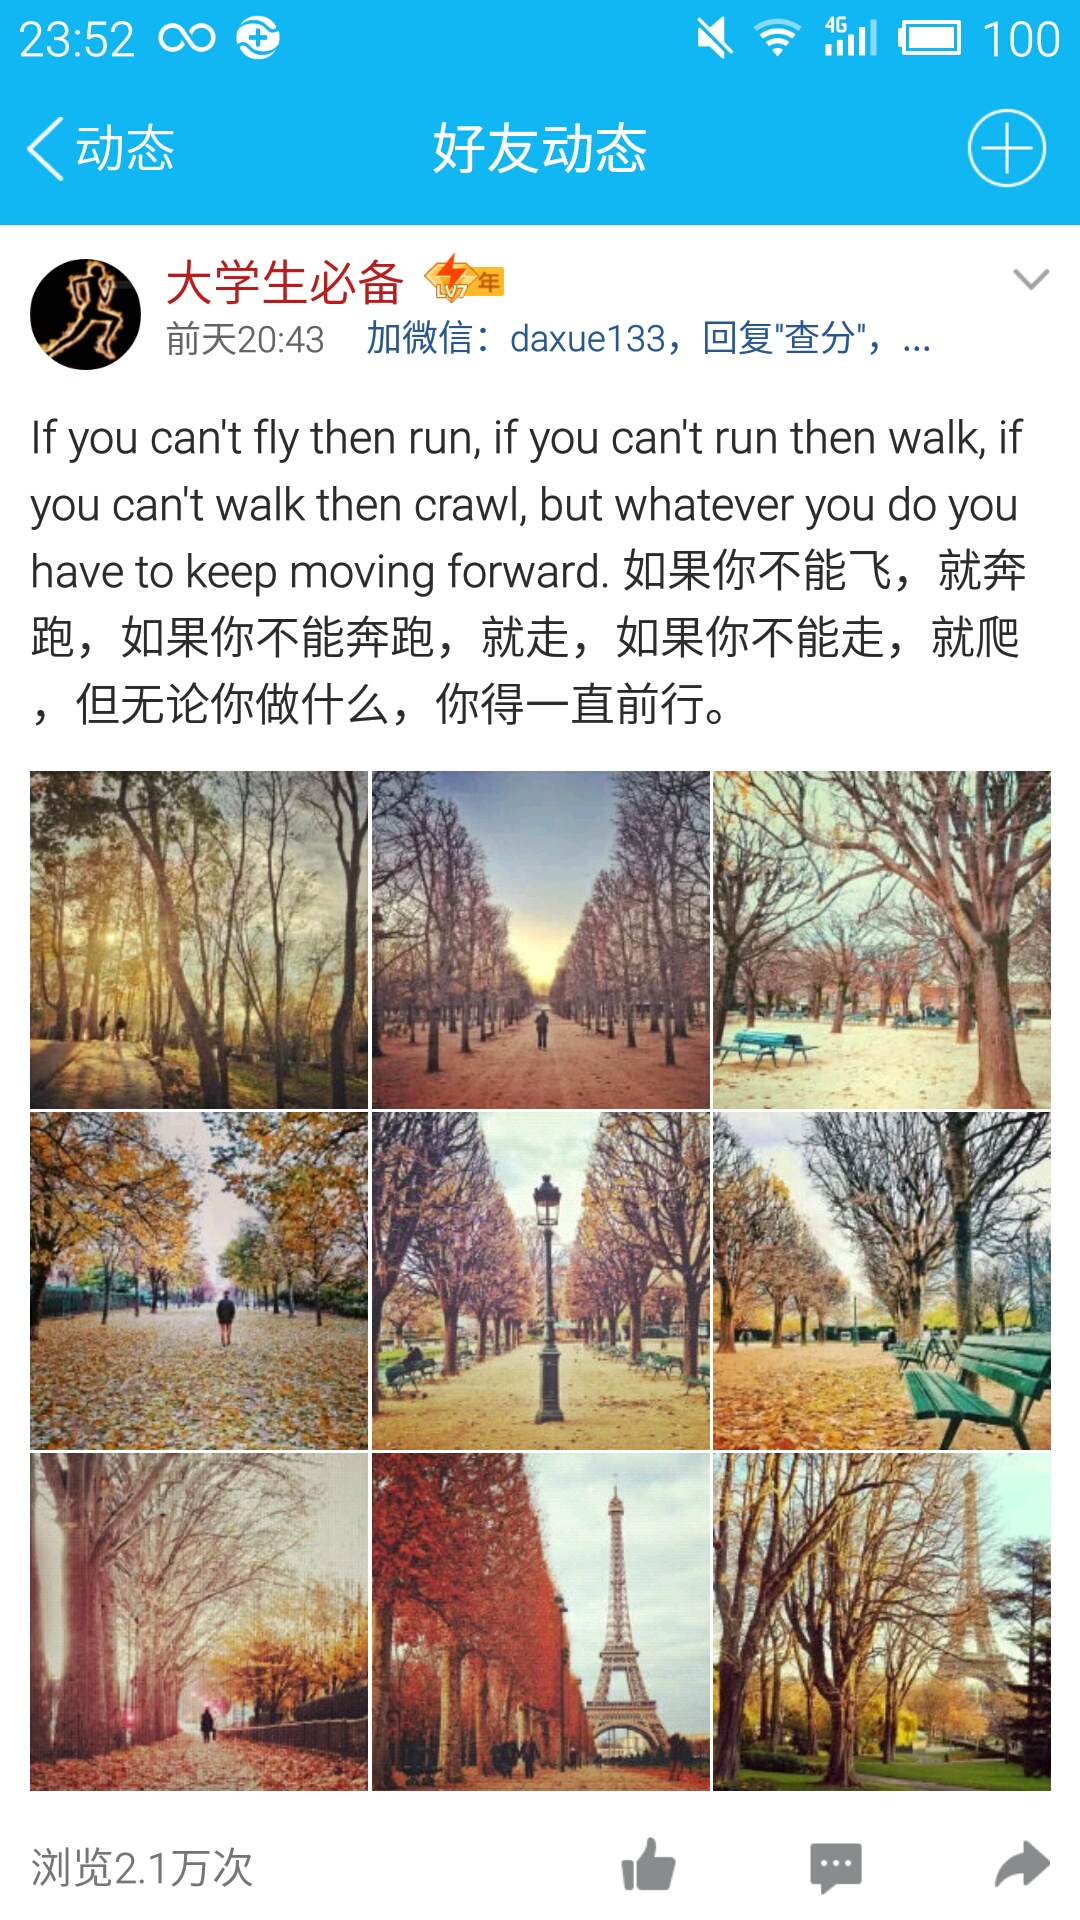 23:52 4G 100
动态 好友动态
大学生必备 LV7 年
前天20:43 加微信：daxue133，回复"查分"，...
If you can't fly then run, if you can't run then walk, if
you can't walk then crawl, but whatever you do you
have to keep moving forward. 如果你不能飞，就奔
跑，如果你不能奔跑，就走，如果你不能走，就爬
，但无论你做什么，你得一直前行。
浏览2.1万次